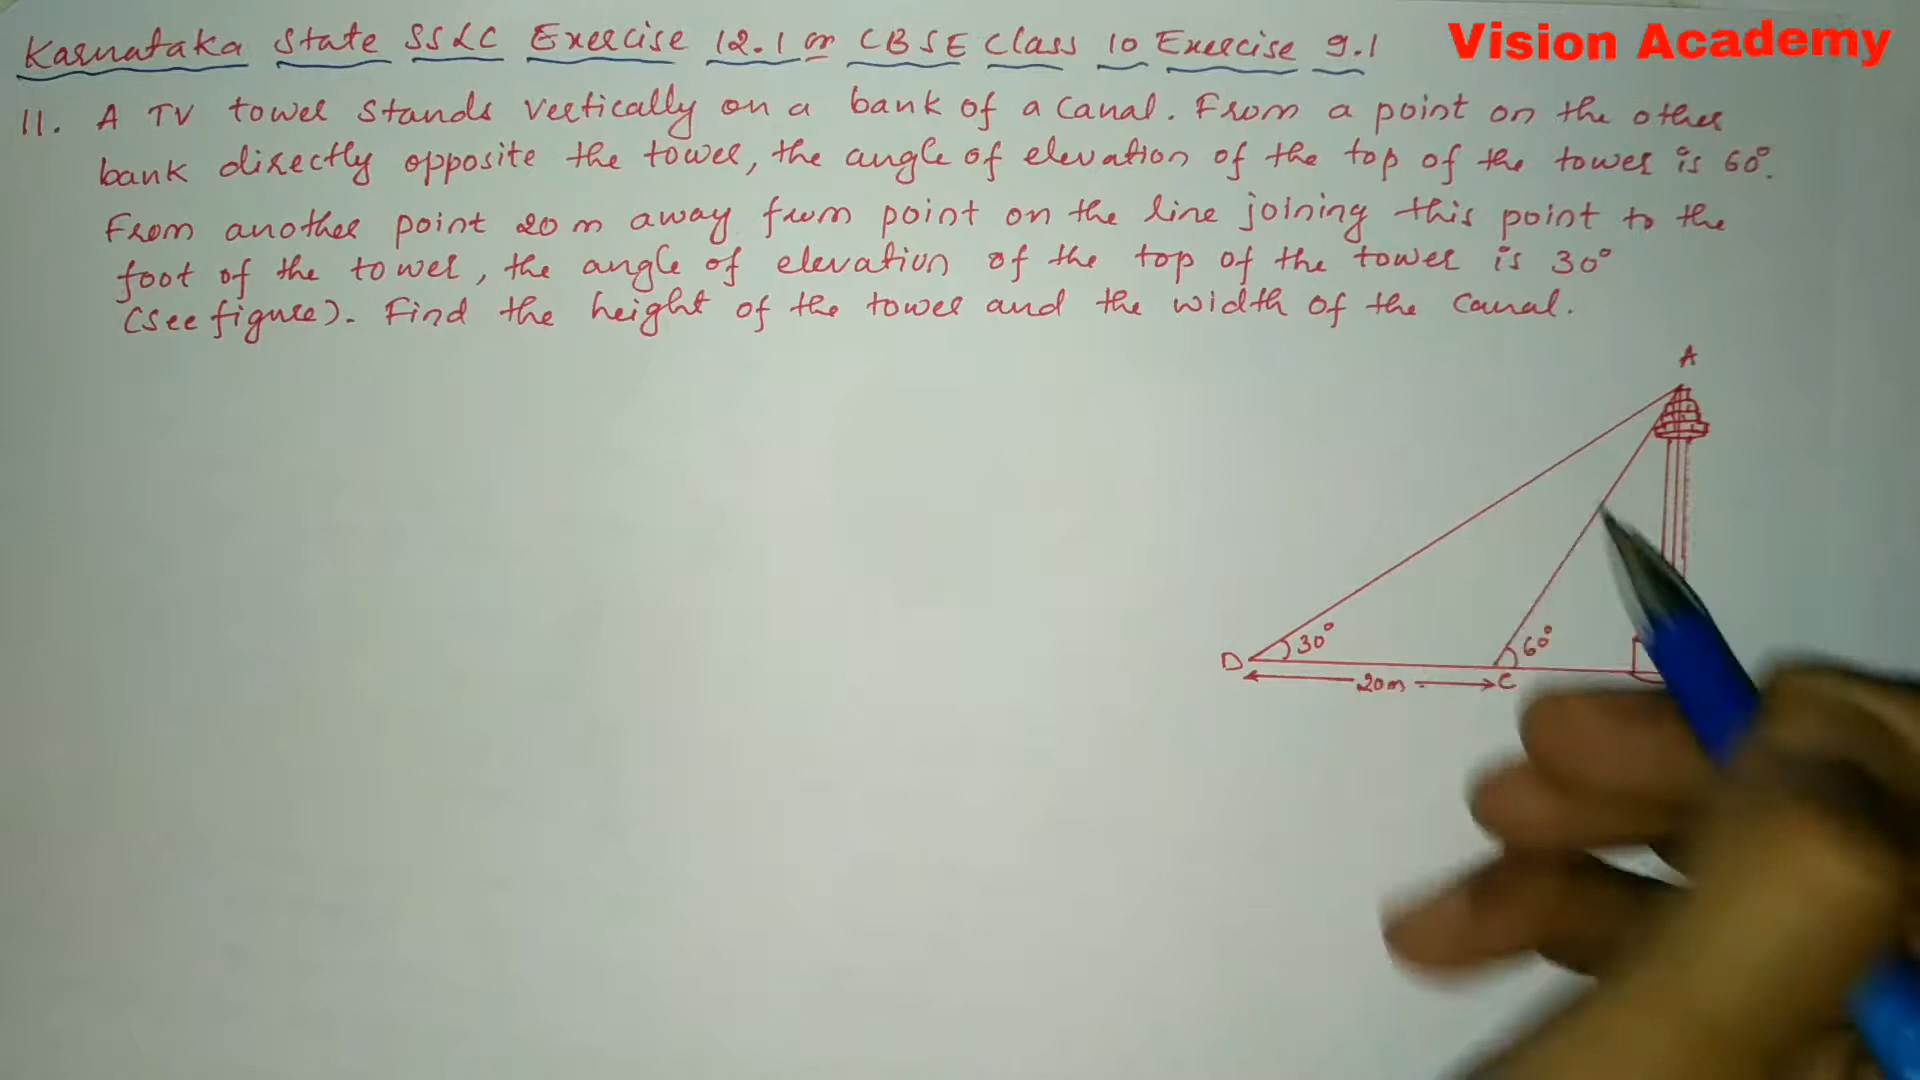 Karnataka State SSLC Exercise 12.1 or CBSE Class 10 Exercise 9.1
Vision Academy
11. A TV tower stands vertically on a bank of a canal. From a point on the other
bank directly opposite the tower, the angle of elevation of the top of the tower is 60°.
From another point 20 m away from point on the line joining this point to the
foot of the tower, the angle of elevation of the top of the tower is 30°
(see figure). Find the height of the tower and the width of the canal.
A
30°
60°
D
20m
C